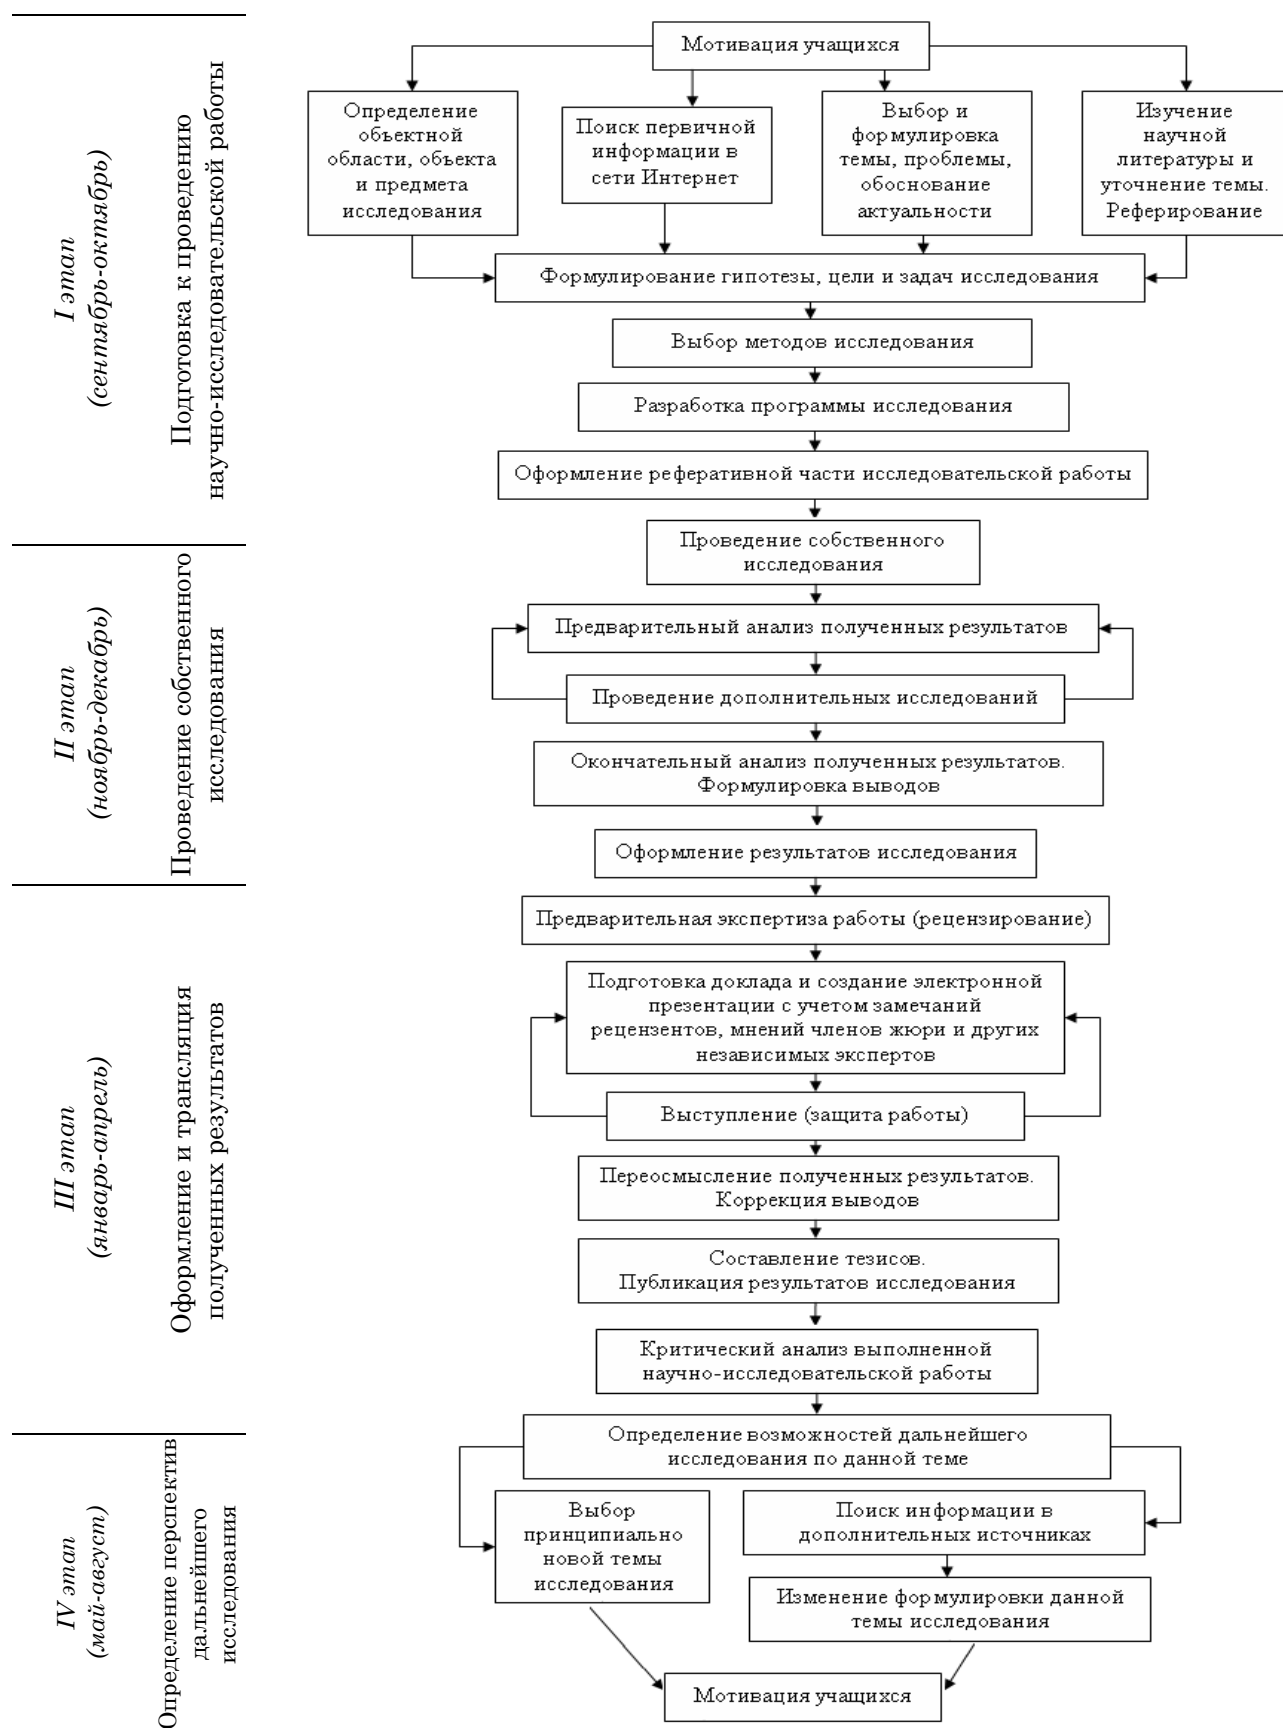 I этап
(сентябрь-октябрь)
Подготовка к проведению
научно-исследовательской работы
Мотивация учащихся
Определение
объектной
области, объекта
и предмета
исследования
Поиск первичной
информации в
сети Интернет
Выбор и
формулировка
темы, проблемы,
обоснование
актуальности
Изучение
научной
литературы и
уточнение темы.
Реферирование
Формулирование гипотезы, цели и задач исследования
Выбор методов исследования
Разработка программы исследования
Оформление реферативной части исследовательской работы
II этап
(ноябрь-декабрь)
Проведение собственного
исследования
Проведение собственного
исследования
Предварительный анализ полученных результатов
Проведение дополнительных исследований
Окончательный анализ полученных результатов.
Формулировка выводов
Оформление результатов исследования
III этап
(январь-апрель)
Оформление и трансляция
полученных результатов
Предварительная экспертиза работы (рецензирование)
Подготовка доклада и создание электронной
презентации с учетом замечаний
рецензентов, мнений членов жюри и других
независимых экспертов
Выступление (защита работы)
Переосмысление полученных результатов.
Коррекция выводов
Составление тезисов.
Публикация результатов исследования
Критический анализ выполненной
научно-исследовательской работы
IV этап
(май-август)
Определение перспектив
дальнейшего
исследования
Определение возможностей дальнейшего
исследования по данной теме
Выбор
принципиально
новой темы
исследования
Поиск информации в
дополнительных источниках
Изменение формулировки данной
темы исследования
Мотивация учащихся